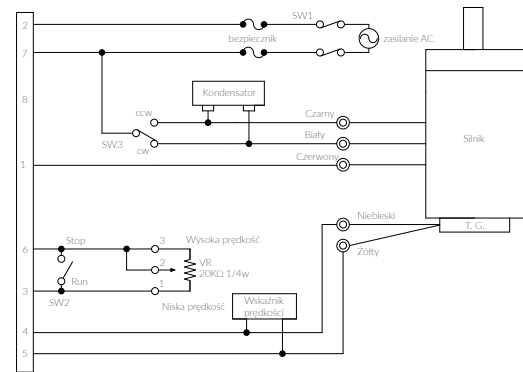 2
SW1
bezpiecznik
zasilanie AC
7
8
Kondensator
ccw
Czarny
Biały
Silnik
SW3
cw
Czerwony
1
Niebieski
T. G.
6
Stop
3
Wysoka prędkość
Żółty
2
VR
20KΩ 1/4w
Run
1
3
SW2
Niska prędkość
Wskaźnik
prędkości
4
5